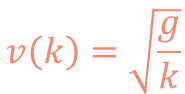 v(k) = √(g/k)